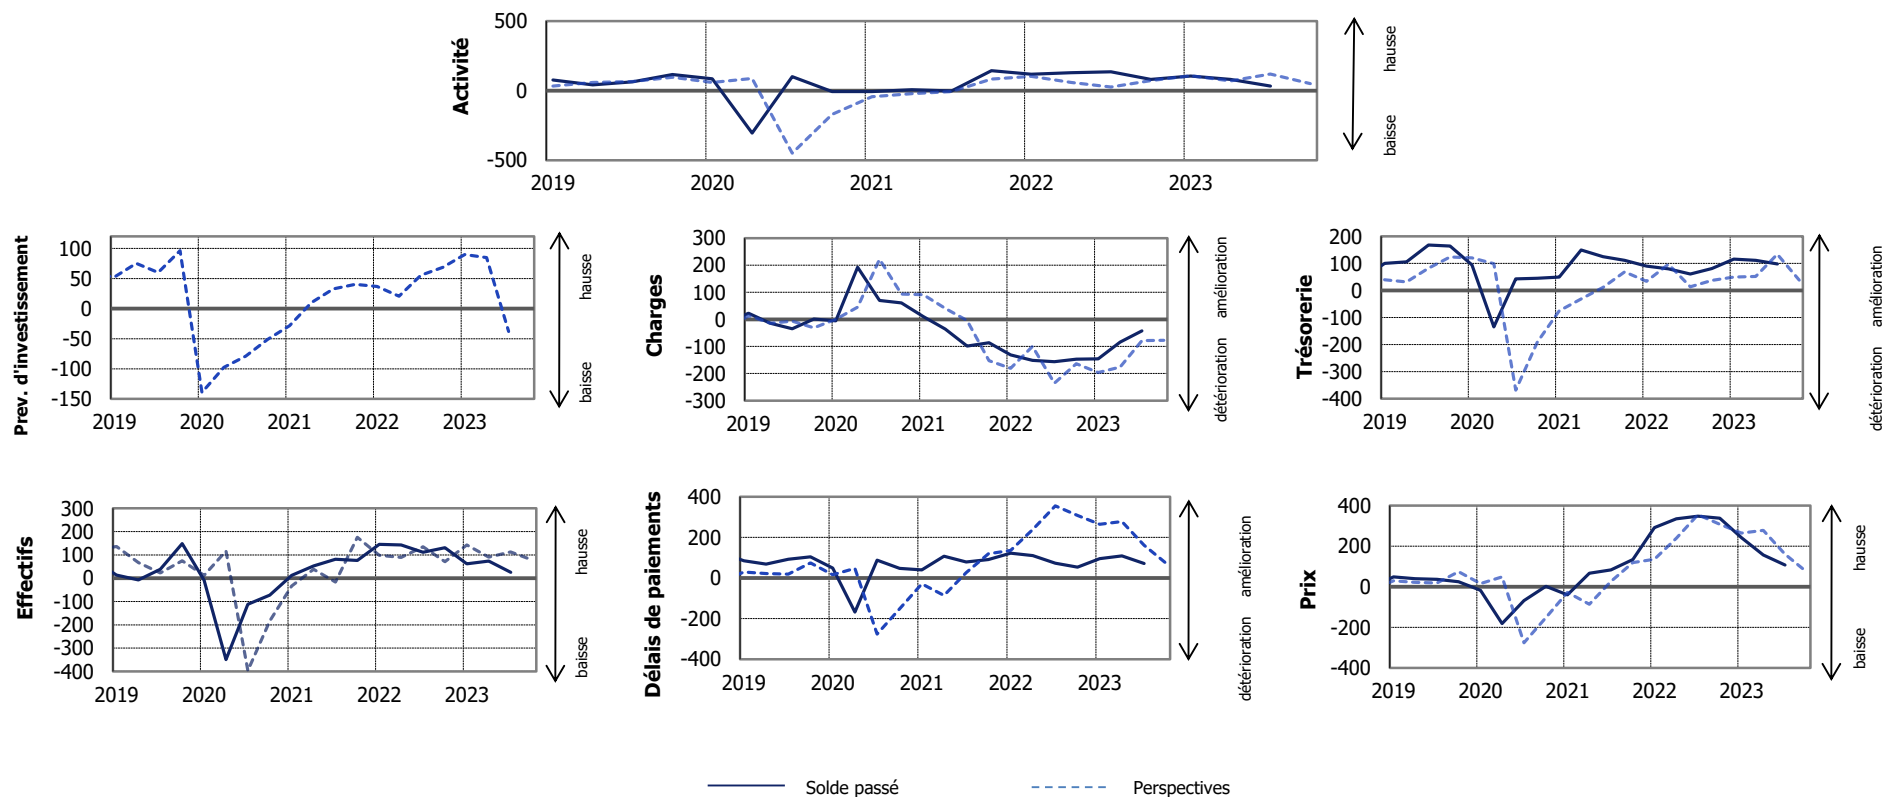 Activité
500
0
-500
2019 2020 2021 2022 2023
hausse
baisse
Prev. d'investissement
100
50
0
-50
-100
-150
2019 2020 2021 2022 2023
hausse
baisse
Charges
300
200
100
0
-100
-200
-300
2019 2020 2021 2022 2023
amélioration
détérioration
Trésorerie
200
100
0
-100
-200
-300
-400
2019 2020 2021 2022 2023
amélioration
détérioration
Effectifs
300
200
100
0
-100
-200
-300
-400
2019 2020 2021 2022 2023
hausse
baisse
Délais de paiements
400
200
0
-200
-400
2019 2020 2021 2022 2023
amélioration
détérioration
Prix
400
200
0
-200
-400
2019 2020 2021 2022 2023
hausse
baisse
Solde passé Perspectives